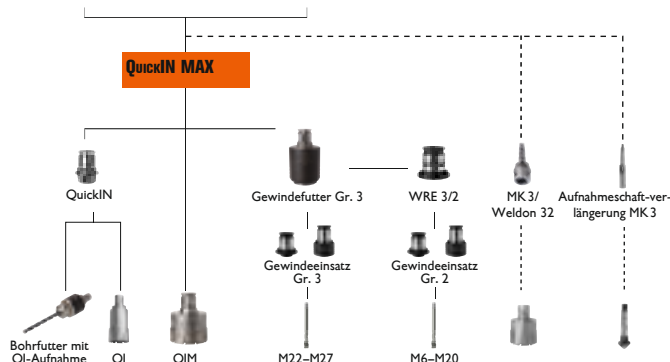 QuickIN MAX
QuickIN
Gewindefutter Gr. 3
WRE 3/2
MK 3/
Weldon 32
Aufnahmeschaft-ver-
längerung MK 3
Gewindeeinsatz
Gr. 3
Gewindeeinsatz
Gr. 2
Bohrfutter mit
QI-Aufnahme
QI
QIM
M22–M27
M6–M20